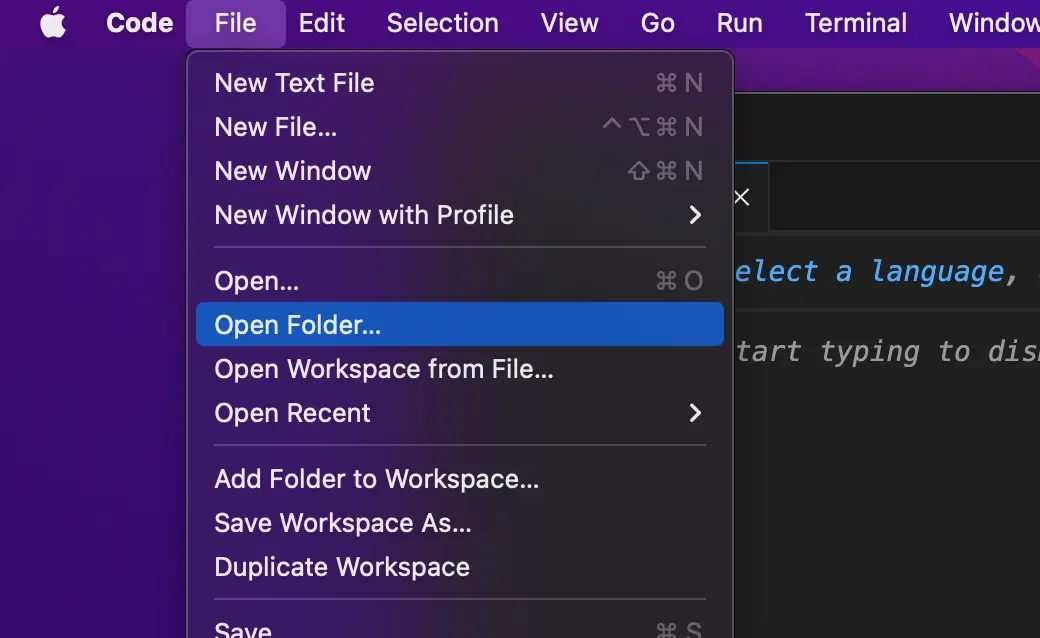 Code File Edit Selection View Go Run Terminal Window
New Text File ⌘ N
New File... ^⌥⌘ N
New Window ⇧⌘ N
New Window with Profile
Open... ⌘ O
Open Folder...
Open Workspace from File...
Open Recent
Add Folder to Workspace...
Save Workspace As...
Duplicate Workspace
Save ⌘ S
elect a language,
tart typing to dis